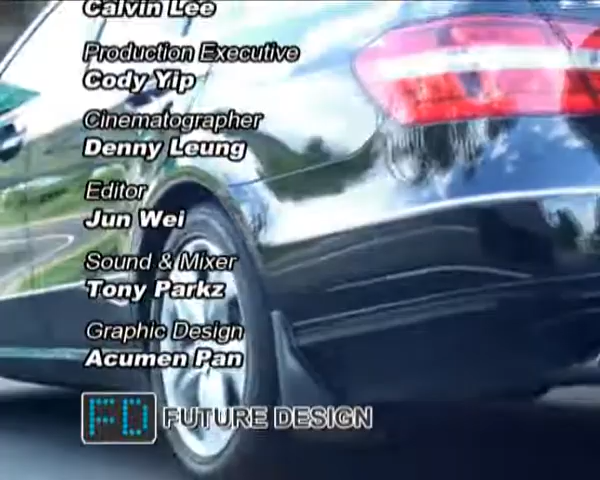 Calvin Lee
Production Executive
Cody Yip
Cinematographer
Denny Leung
Editor
Jun Wei
Sound & Mixer
Tony Parkz
Graphic Design
Acumen Pan
FD FUTURE DESIGN